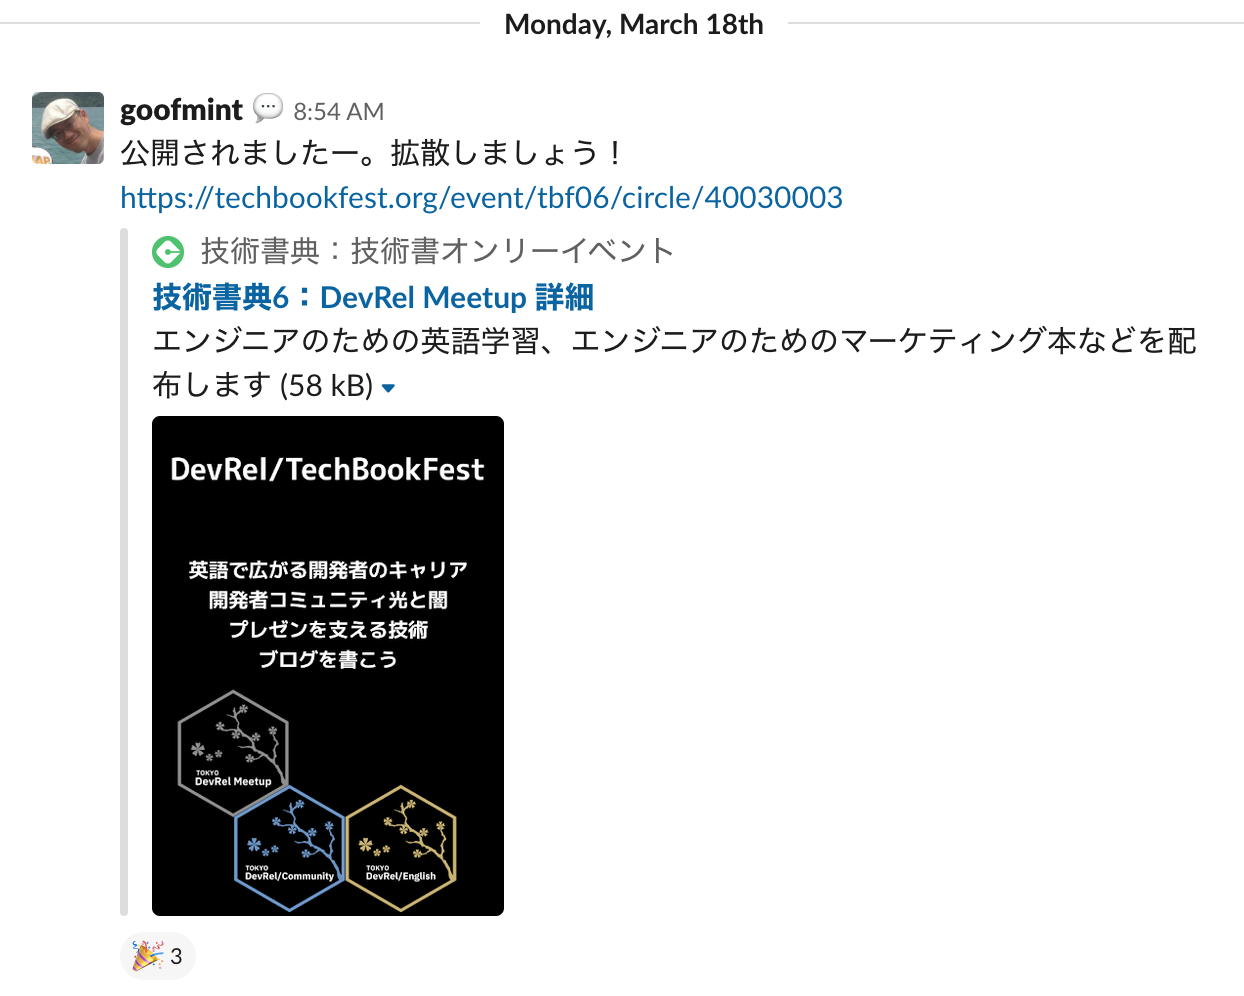 Monday, March 18th
goofmint 8:54 AM
公開されましたー。拡散しましょう！
https://techbookfest.org/event/tbf06/circle/40030003
技術書典：技術書オンリーイベント
技術書典6：DevRel Meetup 詳細
エンジニアのための英語学習、エンジニアのためのマーケティング本などを配
布します (58 kB)
DevRel/TechBookFest
英語で広がる開発者のキャリア
開発者コミュニティ光と闇
プレゼンを支える技術
ブログを書こう
TOKYO
DevRel Meetup
TOKYO
DevRel/Community
TOKYO
DevRel/English
3